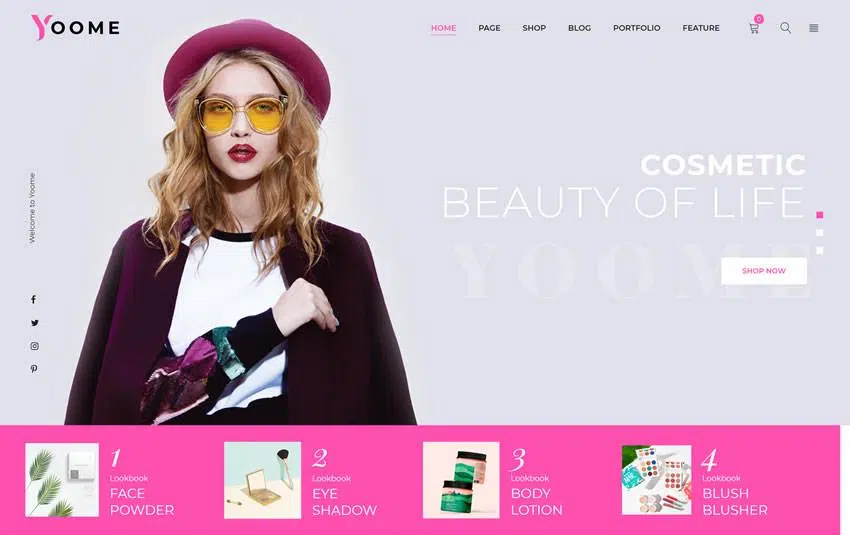 YOOME
HOME PAGE SHOP BLOG PORTFOLIO FEATURE 0
Welcome to Yoome
COSMETIC
BEAUTY OF LIFE
YOOME
SHOP NOW
1
Lookbook
FACE
POWDER
2
Lookbook
EYE
SHADOW
3
Lookbook
BODY
LOTION
4
Lookbook
BLUSH
BLUSHER